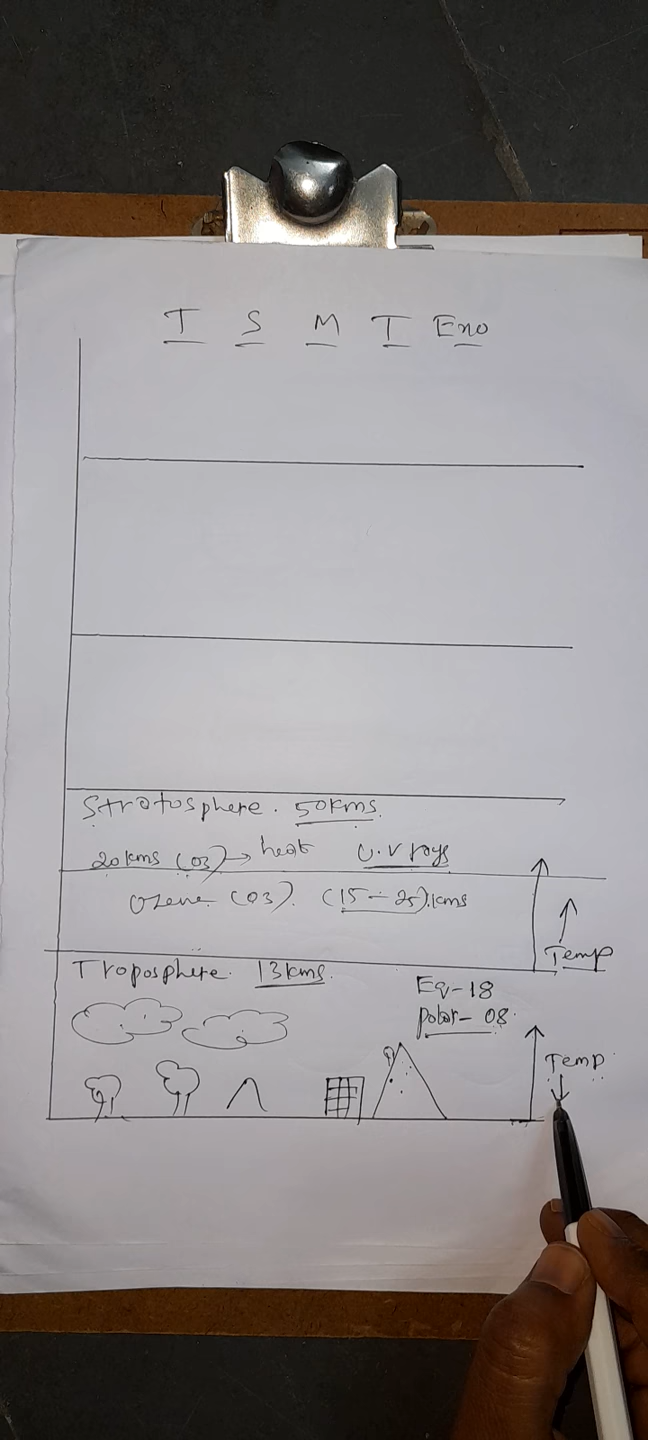 T S M T Exo
Stratosphere. 50kms.
20kms (O3) → heat U.V rays
Ozene (O3). (15-25).kms
↑
Temp
Troposphere. 13kms.
Eq-18
polar- 08
Temp
↓